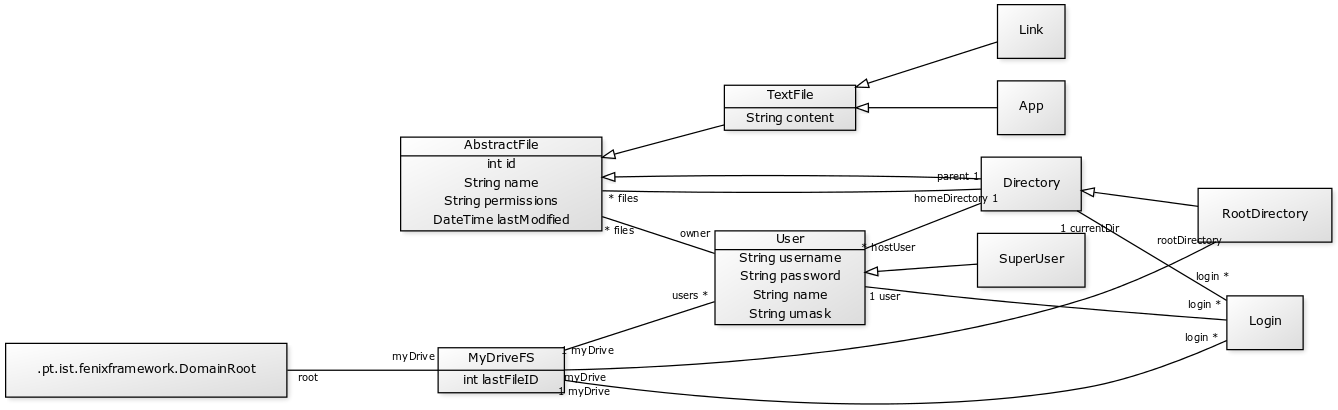 Link
App
TextFile
String content
AbstractFile
int id
String name
String permissions
DateTime lastModified
parent 1
* files
homeDirectory 1
Directory
RootDirectory
* files
owner
User
String username
String password
String name
String umask
* hostUser
1 currentDir
rootDirectory
SuperUser
login *
1 user
login *
login *
Login
users *
1 myDrive
.pt.ist.fenixframework.DomainRoot
root
myDrive
MyDriveFS
int lastFileID
myDrive
1 myDrive